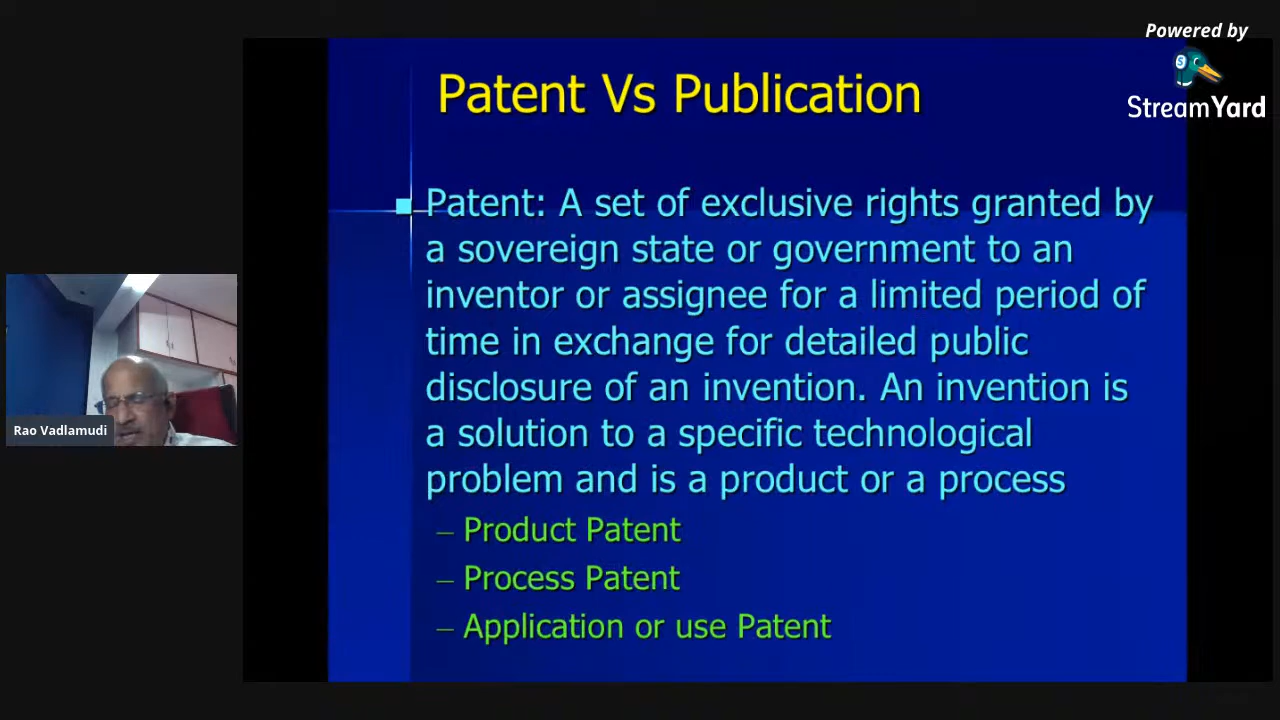 Powered by
StreamYard
Patent Vs Publication
Patent: A set of exclusive rights granted by
a sovereign state or government to an
inventor or assignee for a limited period of
time in exchange for detailed public
disclosure of an invention. An invention is
a solution to a specific technological
problem and is a product or a process
– Product Patent
– Process Patent
– Application or use Patent
Rao Vadlamudi